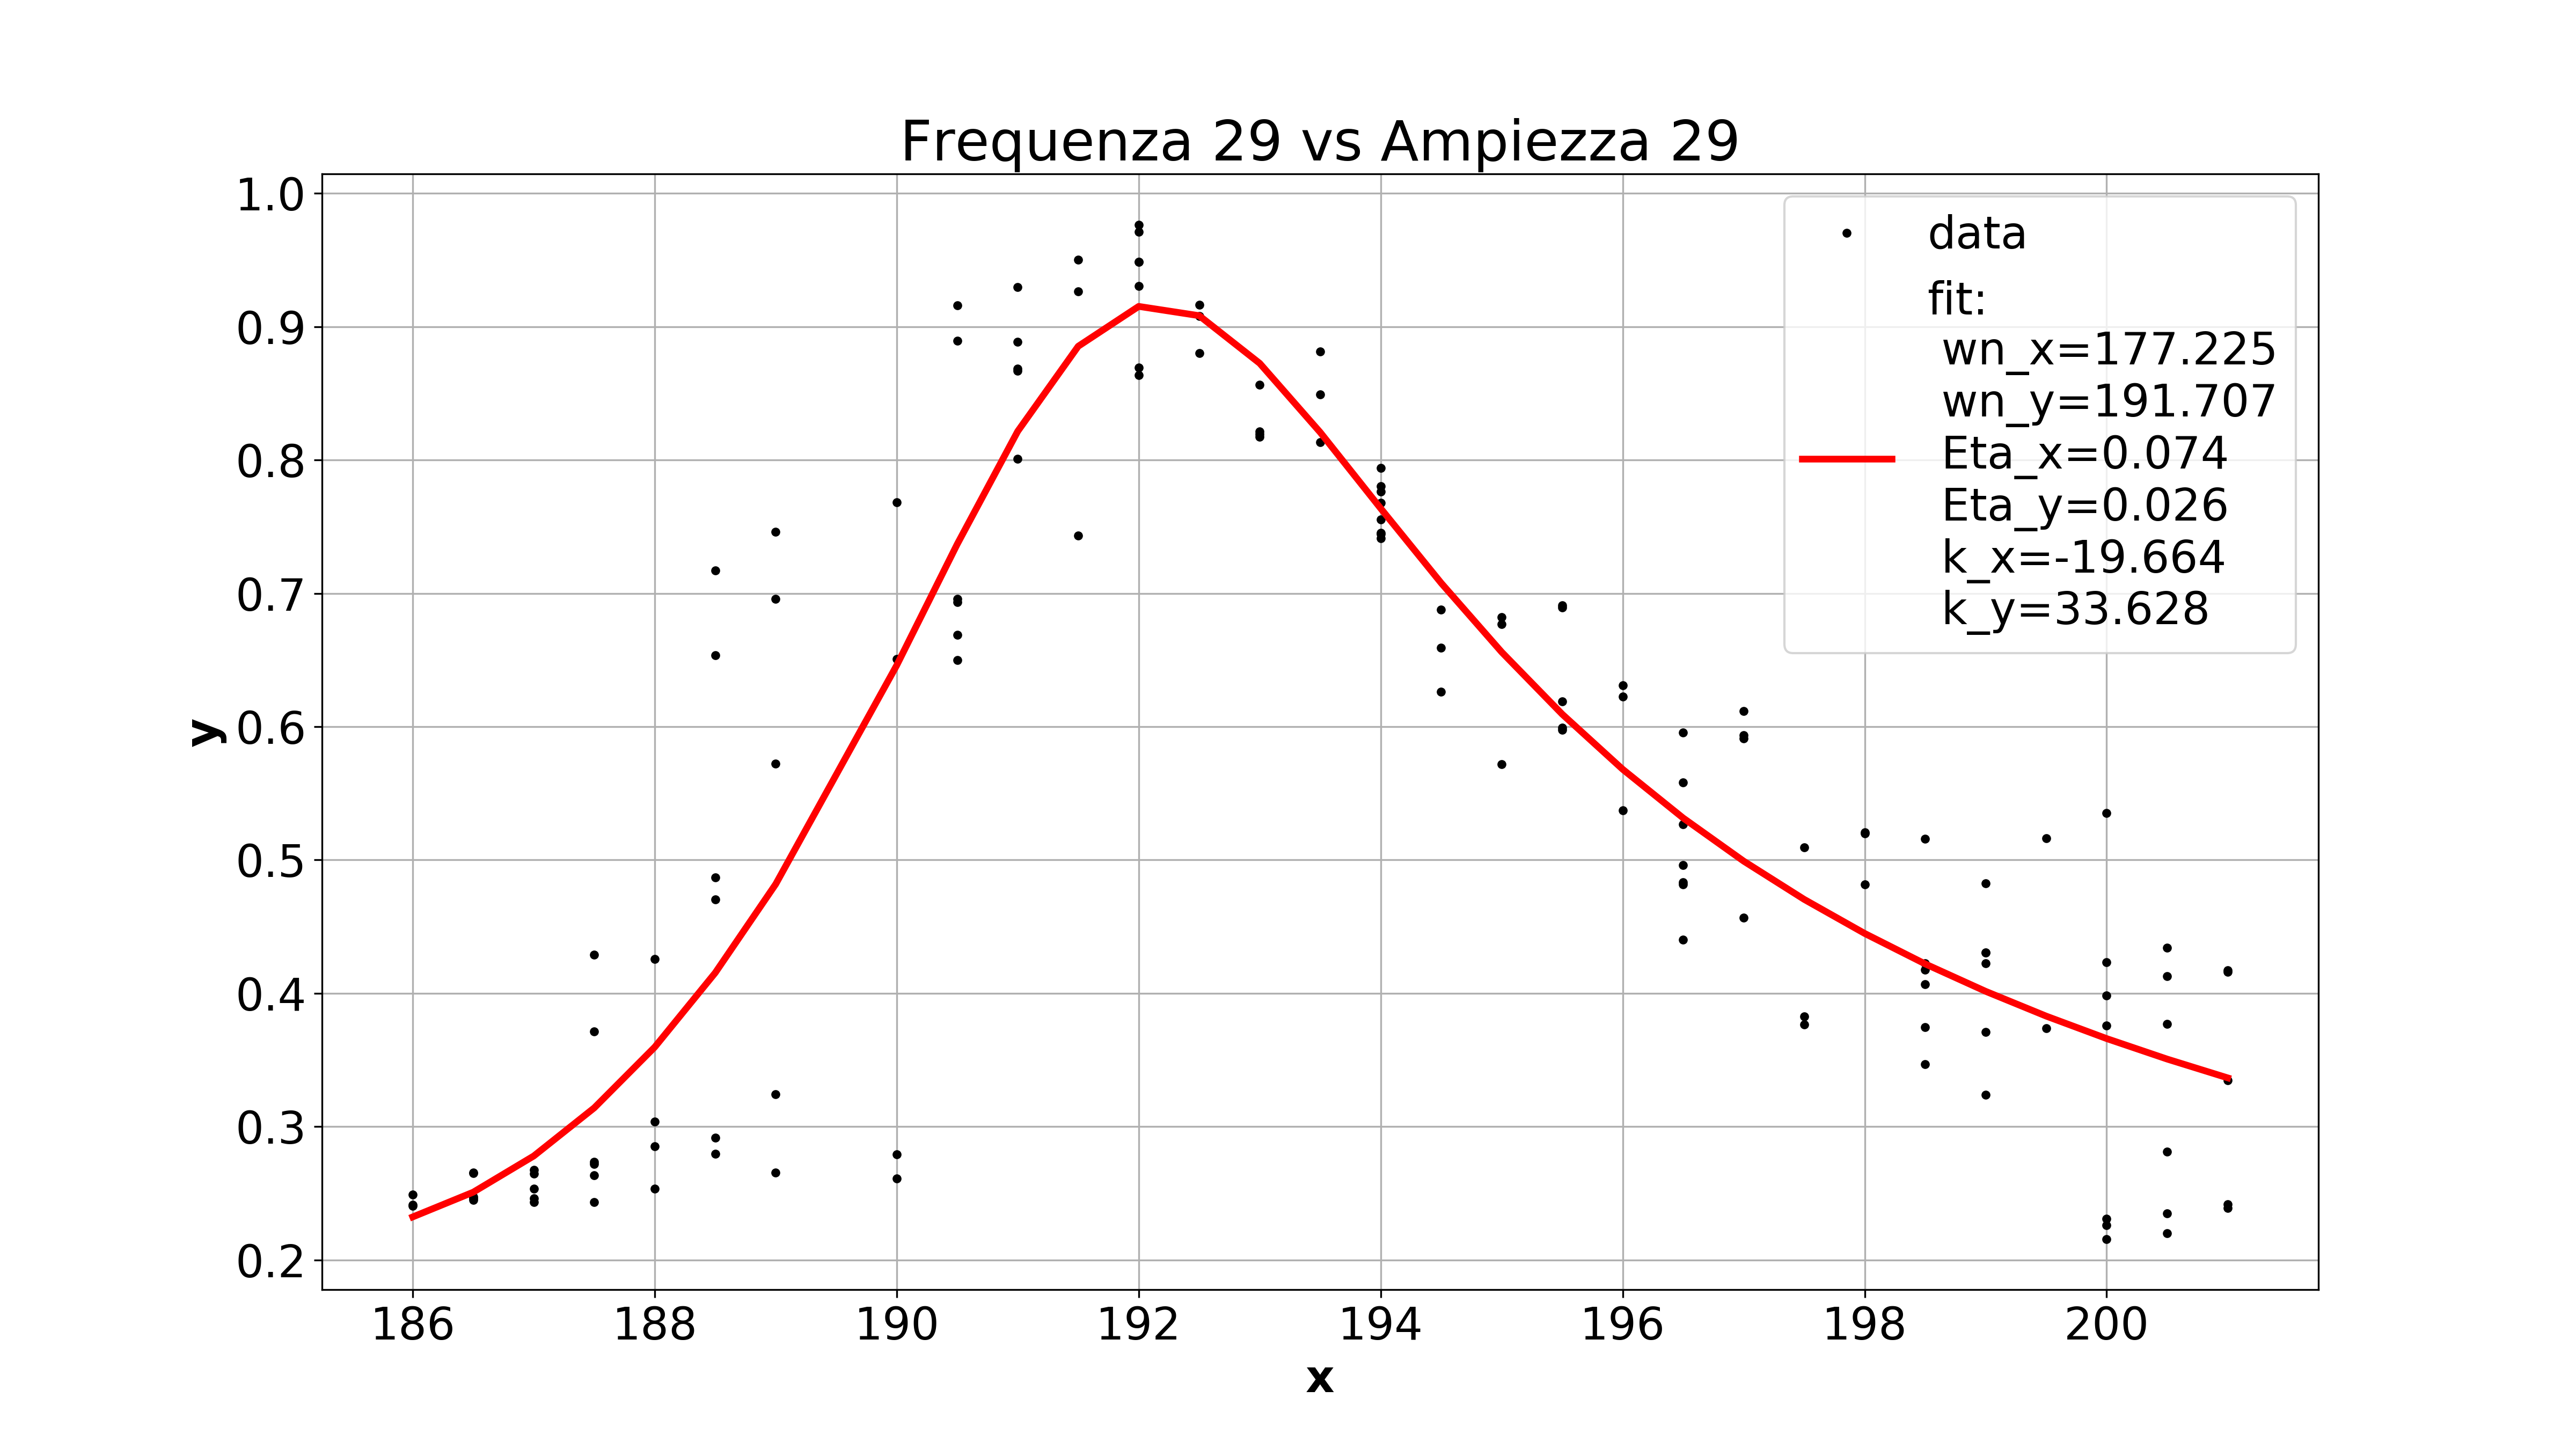 Frequenza 29 vs Ampiezza 29
1.0
0.9
0.8
0.7
0.6
0.5
0.4
0.3
0.2
y
data
fit:
wn_x=177.225
wn_y=191.707
Eta_x=0.074
Eta_y=0.026
k_x=-19.664
k_y=33.628
186 188 190 192 194 196 198 200
x